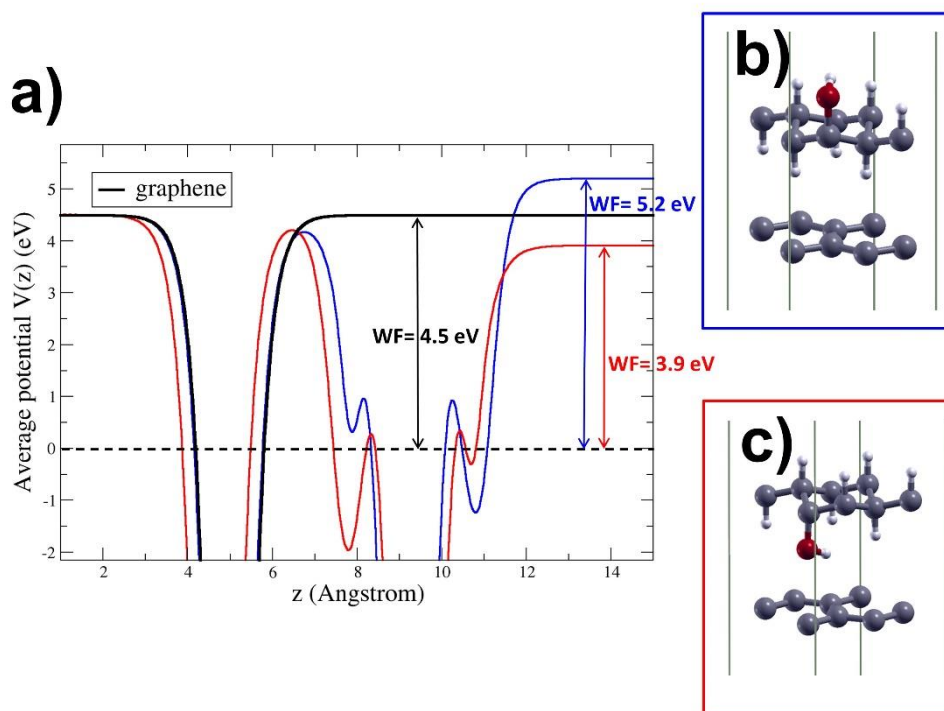 a)
b)
graphene
WF= 5.2 eV
WF= 4.5 eV
WF= 3.9 eV
Average potential V(z) (eV)
5
4
3
2
1
0
-1
-2
2
4
6
8
10
12
14
z (Angstrom)
c)